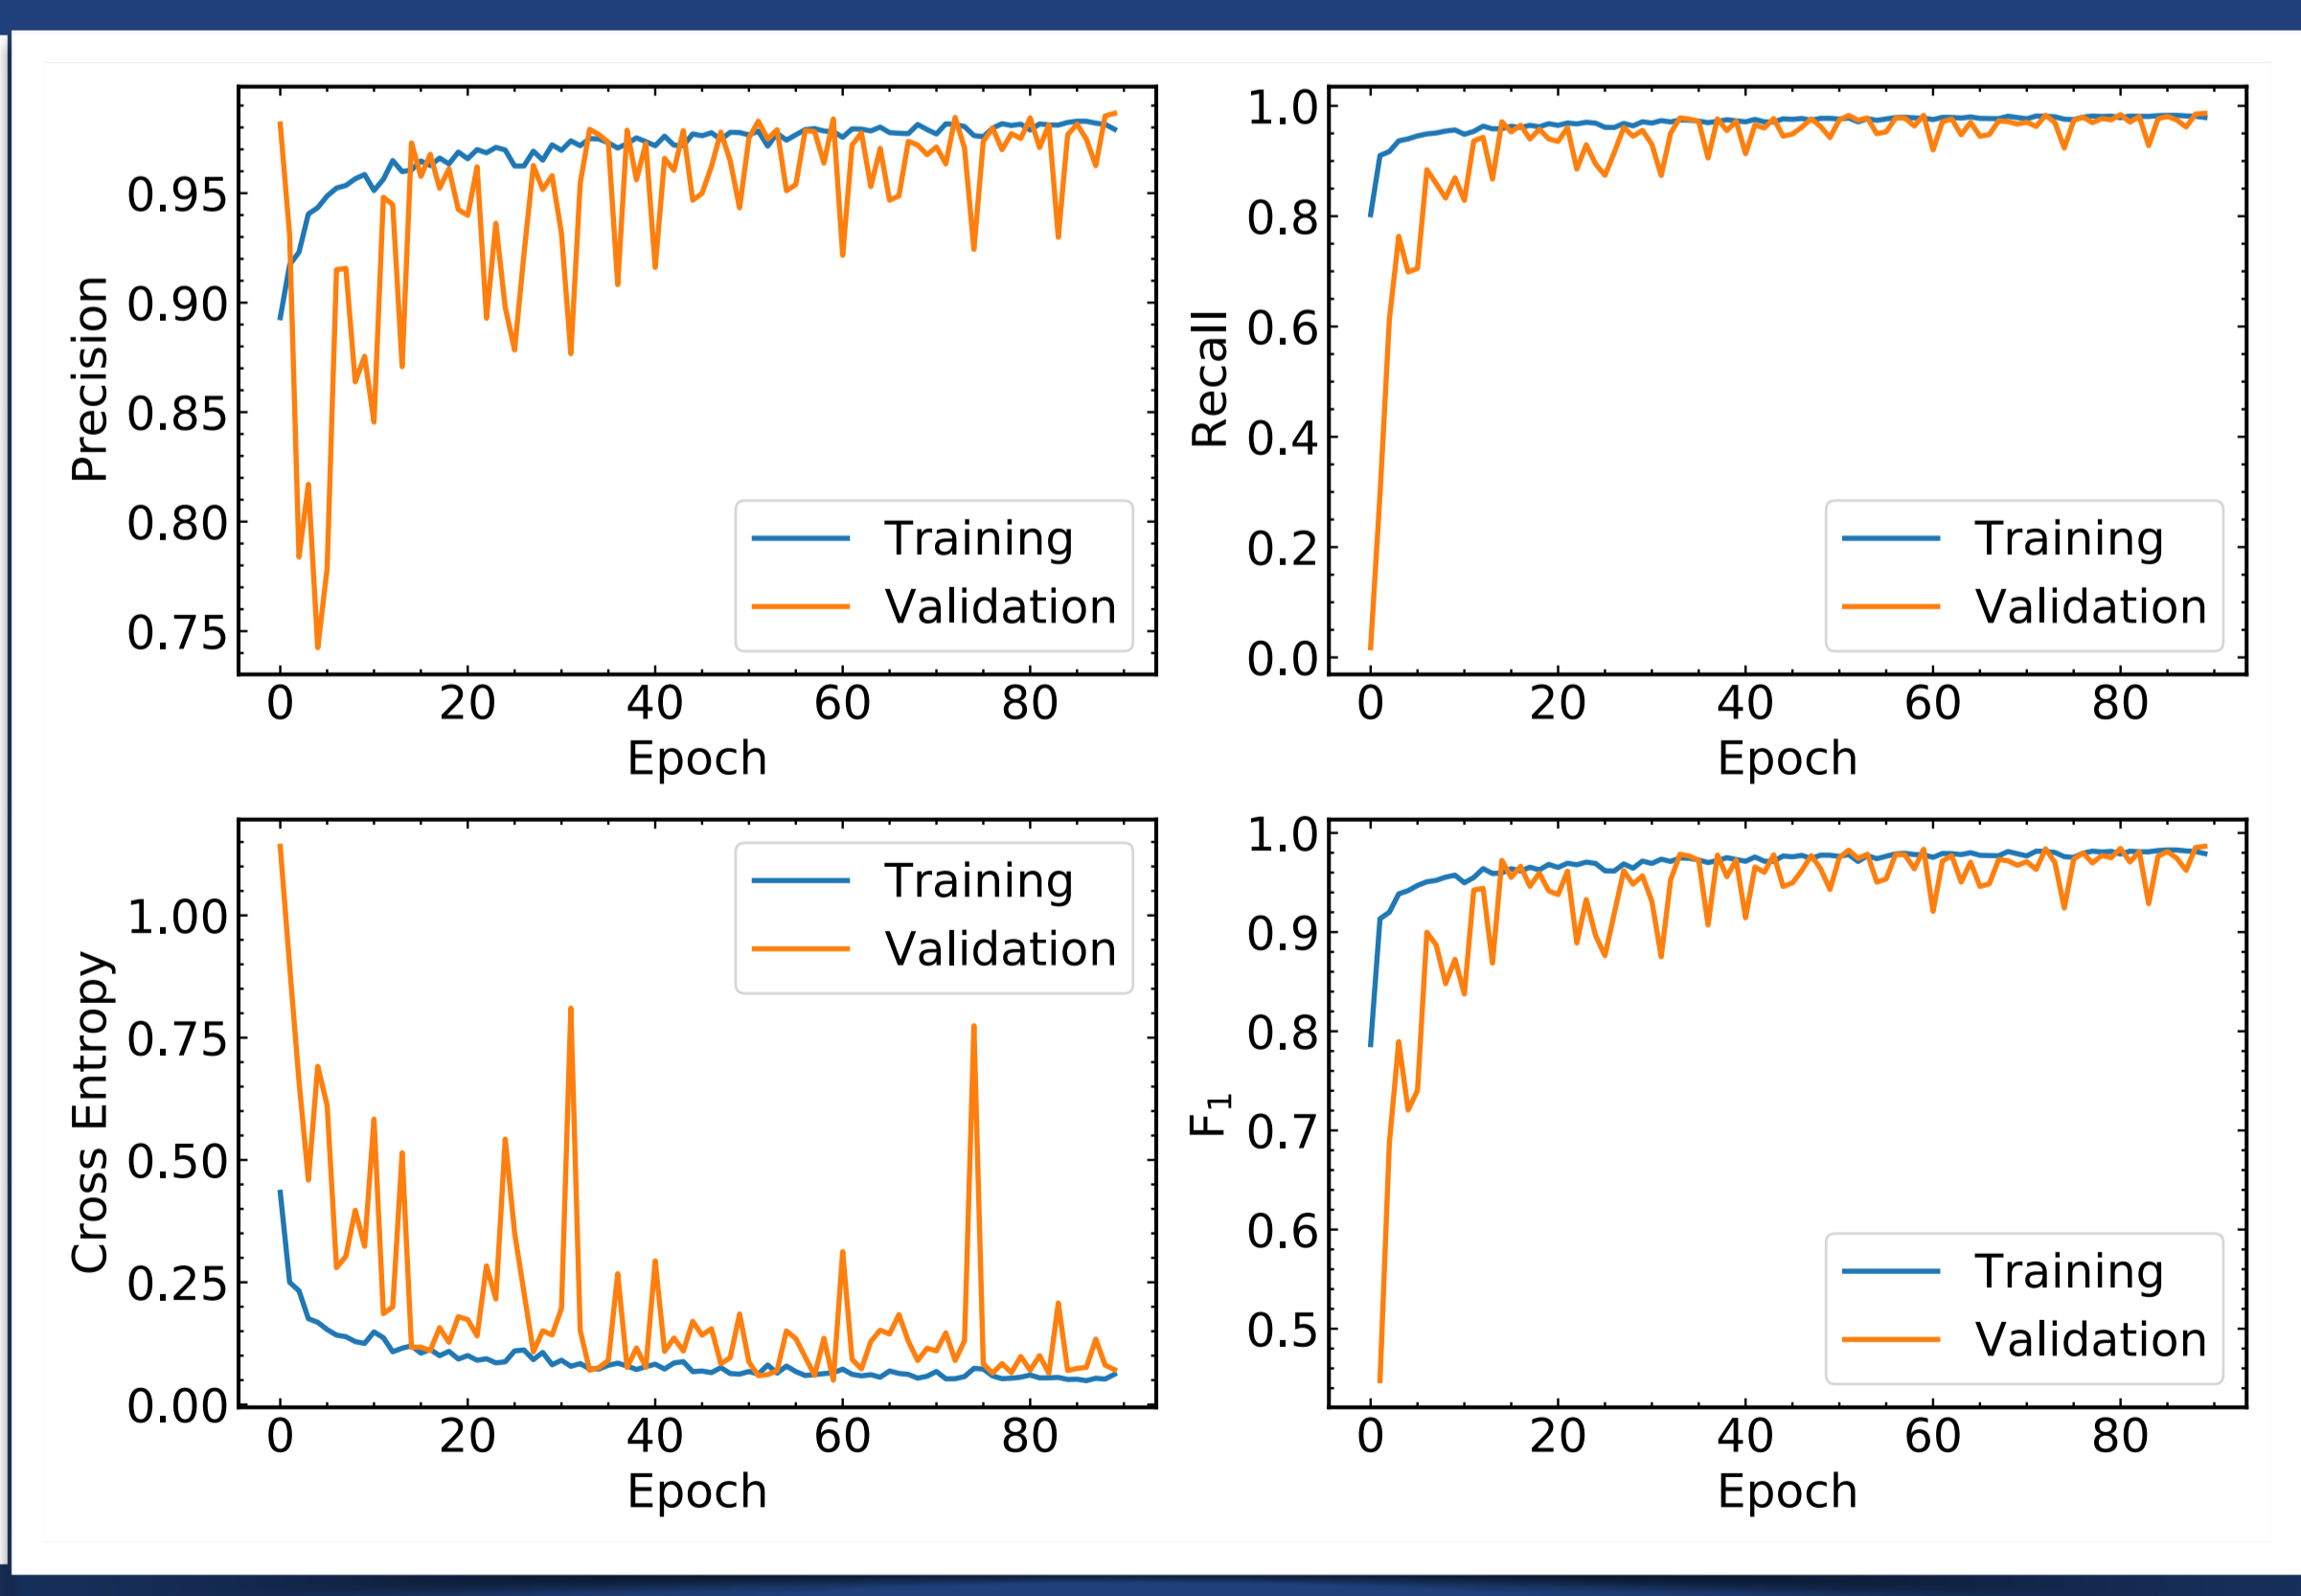 Precision
0.95
0.90
0.85
0.80
0.75
Training
Validation
0 20 40 60 80
Epoch
Recall
1.0
0.8
0.6
0.4
0.2
0.0
Training
Validation
0 20 40 60 80
Epoch
Cross Entropy
1.00
0.75
0.50
0.25
0.00
Training
Validation
0 20 40 60 80
Epoch
F₁
1.0
0.9
0.8
0.7
0.6
0.5
Training
Validation
0 20 40 60 80
Epoch